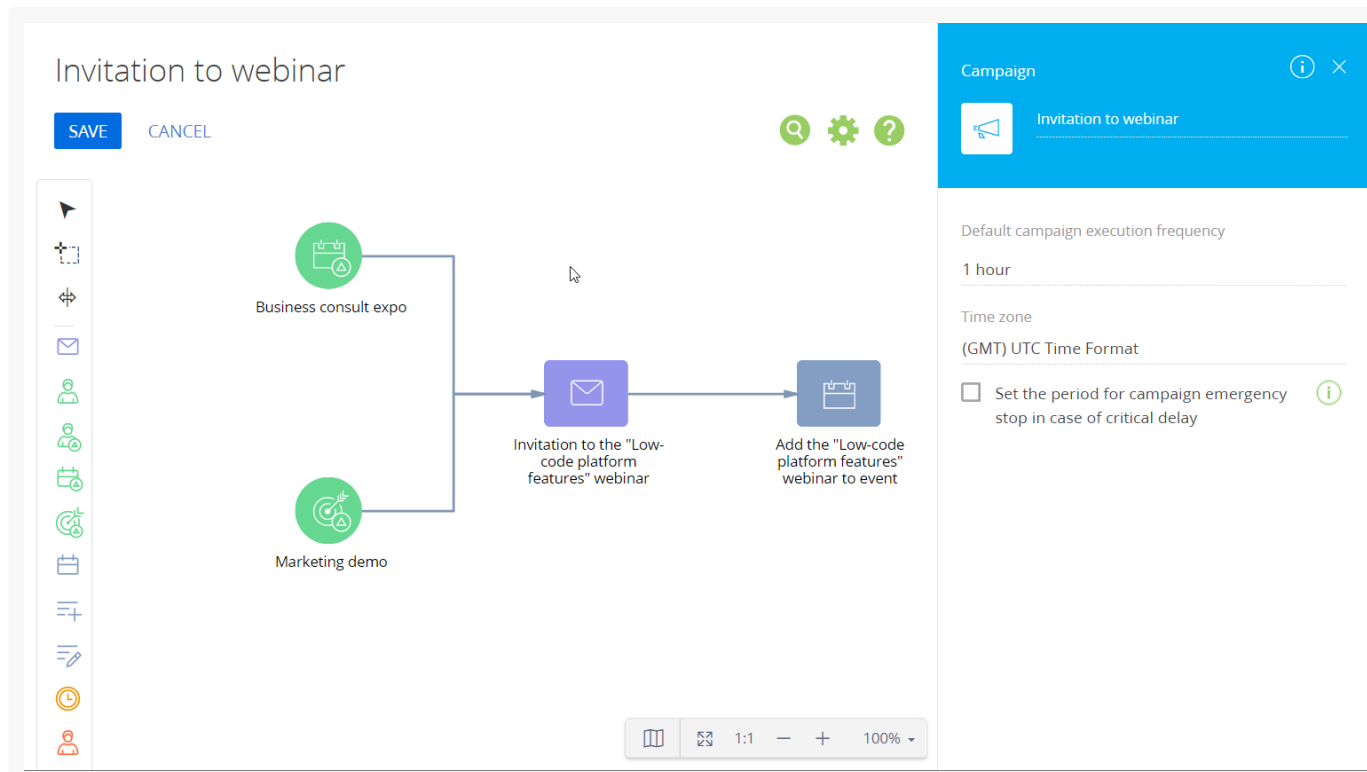 Invitation to webinar
SAVE
CANCEL
Business consult expo
Invitation to the "Low-
code platform
features" webinar
Add the "Low-code
platform features"
webinar to event
Marketing demo
1:1
100%
Campaign
Invitation to webinar
Default campaign execution frequency
1 hour
Time zone
(GMT) UTC Time Format
Set the period for campaign emergency
stop in case of critical delay